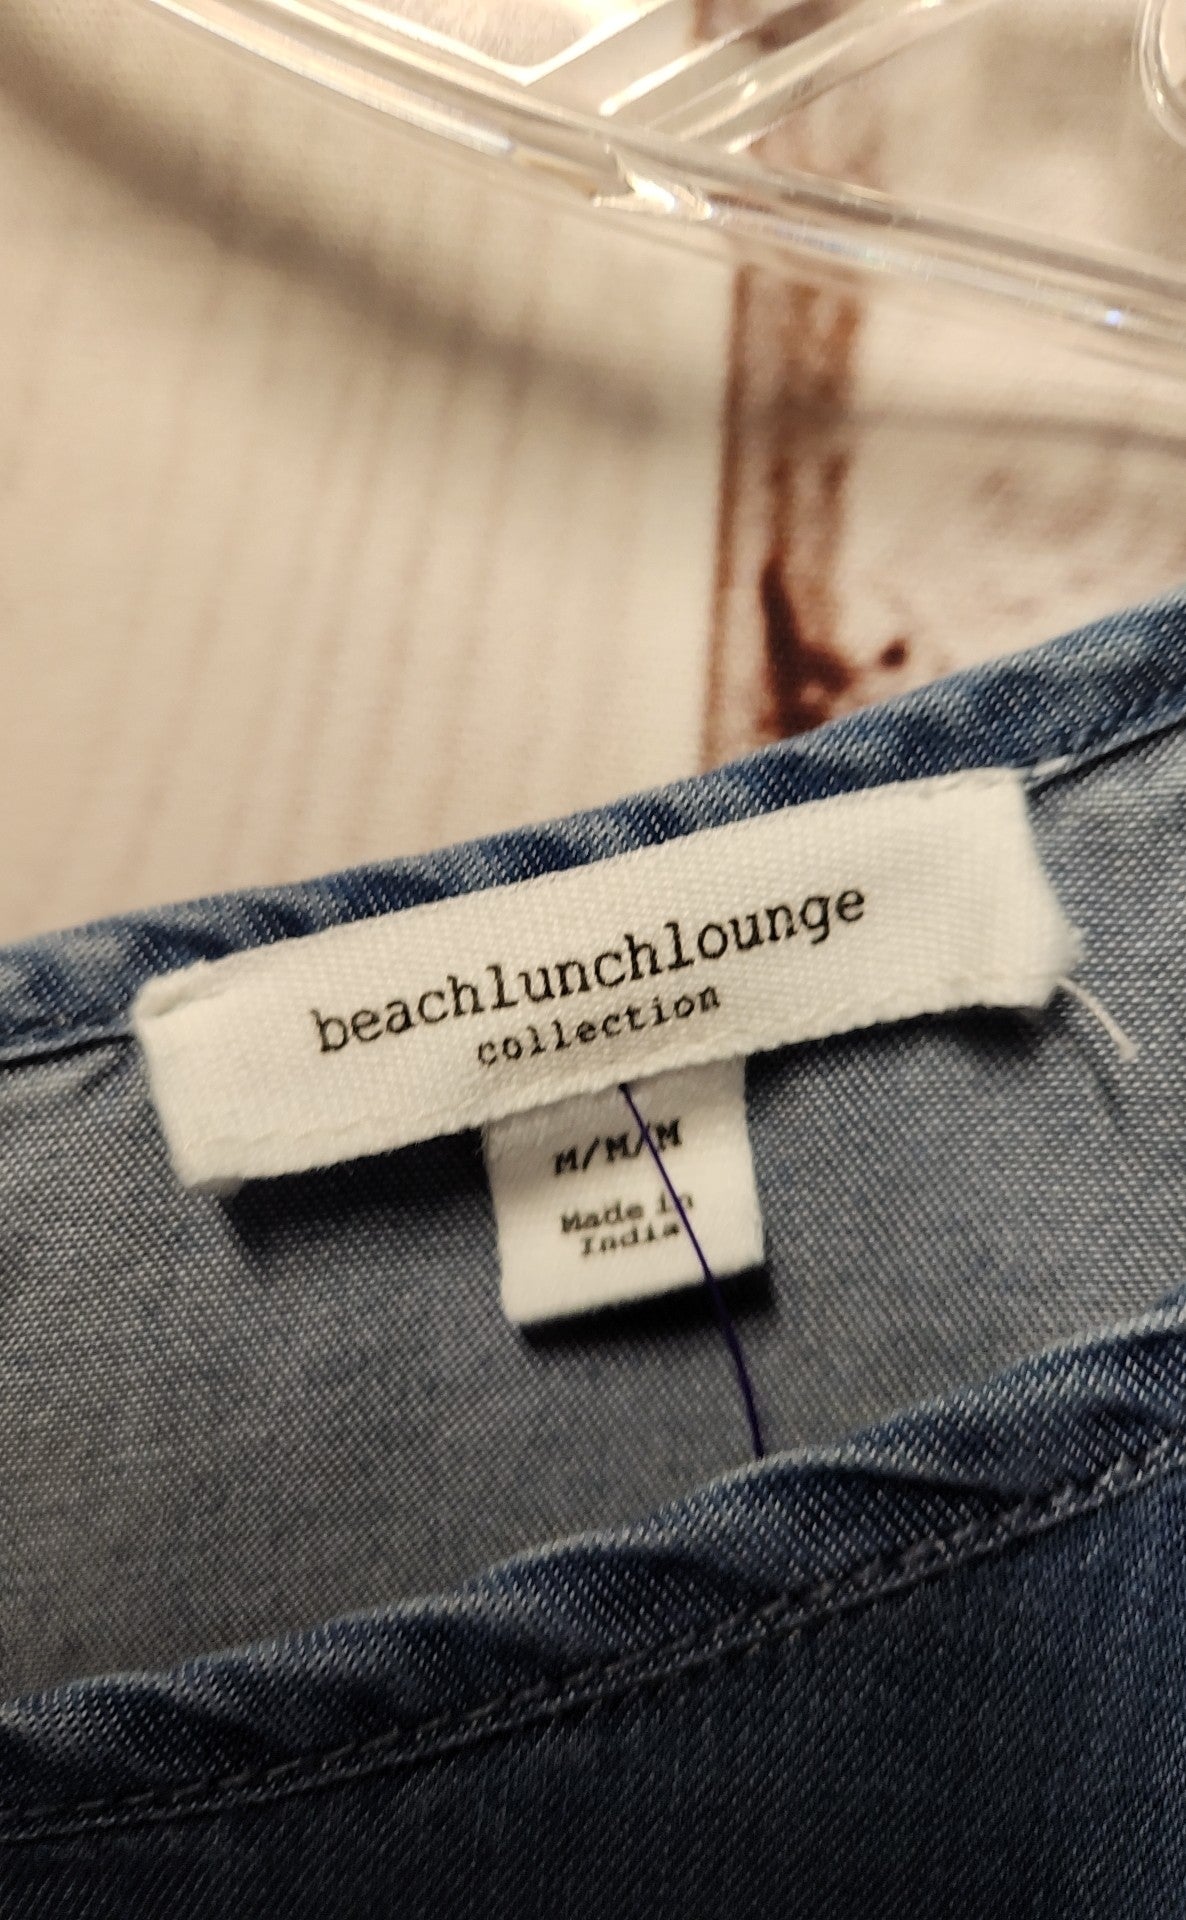 beachlunchlounge
collection
M/M/M
Made in
India